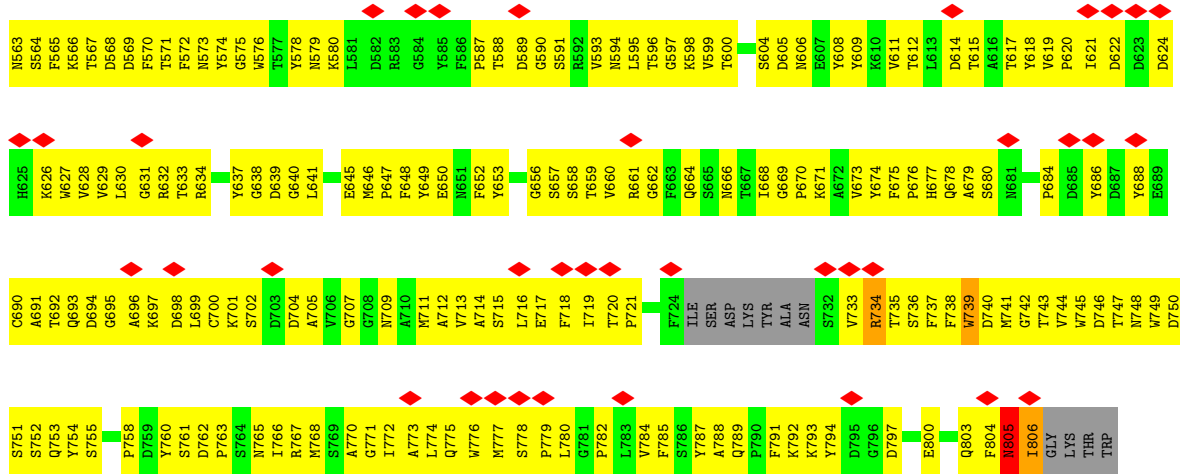 N563 S564 F565 K566 T567 D568 D569 F570 T571 F572 N573 Y574 G575 W576 T577 Y578 N579 K580 L581 D582 R583 G584 Y585 F586 P587 T588 D589 G590 S591 R592 V593 N594 L595 T596 G597 K598 V599 T600 S604 D605 N606 E607 Y608 Y609 K610 V611 T612 L613 D614 T615 A616 T617 Y618 V619 P620 I621 D622 D623 D624
H625 K626 W627 V628 V629 L630 G631 R632 T633 R634 Y637 G638 D639 G640 L641 E645 M646 P647 F648 Y649 E650 N651 F652 Y653 G656 S657 S658 T659 V660 R661 G662 F663 Q664 S665 N666 T667 I668 G669 P670 K671 A672 V673 Y674 F675 P676 H677 Q678 A679 S680 N681 P684 D685 Y686 D687 Y688 E689
C690 A691 T692 Q693 D694 G695 A696 K697 D698 L699 C700 K701 S702 D703 D704 A705 V706 G707 G708 N709 A710 M711 A712 V713 A714 S715 L716 E717 F718 I719 T720 P721 F724 ILE SER ASP LYS TYR ALA ASN S732 V733 R734 T735 S736 F737 F738 W739 D740 M741 G742 T743 V744 W745 D746 T747 N748 W749 D750
S751 S752 Q753 Y754 S755 P758 D759 Y760 S761 D762 P763 S764 N765 I766 R767 M768 S769 A770 G771 I772 A773 L774 Q775 W776 M777 S778 P779 L780 G781 P782 L783 V784 F785 S786 Y787 A788 Q789 P790 F791 K792 K793 Y794 D795 G796 D797 E800 Q803 F804 N805 I806 GLY LYS THR TRP